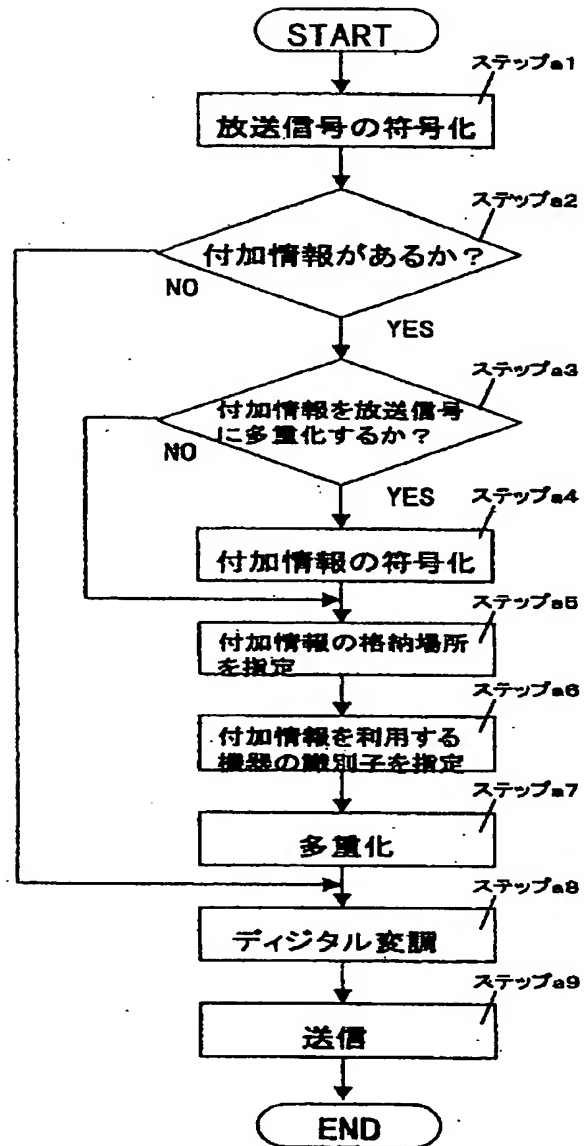 START
ステップa1
放送信号の符号化
ステップa2
付加情報があるか？
NO
YES
ステップa3
付加情報を放送信号
に多重化するか？
NO
YES
ステップa4
付加情報の符号化
ステップa5
付加情報の格納場所
を指定
ステップa6
付加情報を利用する
機器の識別子を指定
ステップa7
多重化
ステップa8
ディジタル変調
ステップa9
送信
END